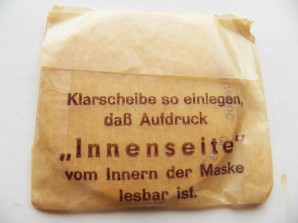 Klarscheibe so einlegen,
daß Aufdruck
„Innenseite"
vom Innern der Maske
lesbar ist.